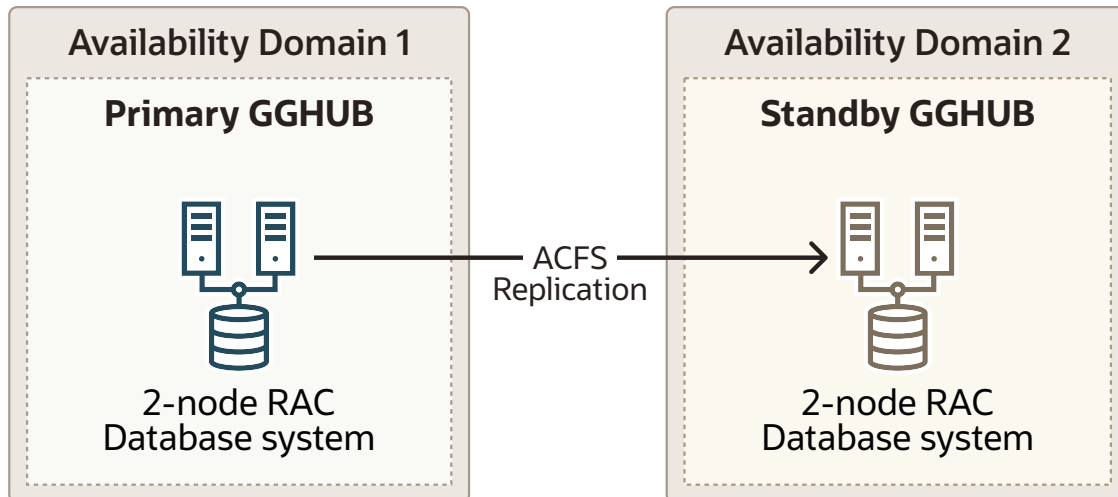 Availability Domain 1
Primary GGHUB
2-node RAC
Database system
ACFS
Replication
Availability Domain 2
Standby GGHUB
2-node RAC
Database system